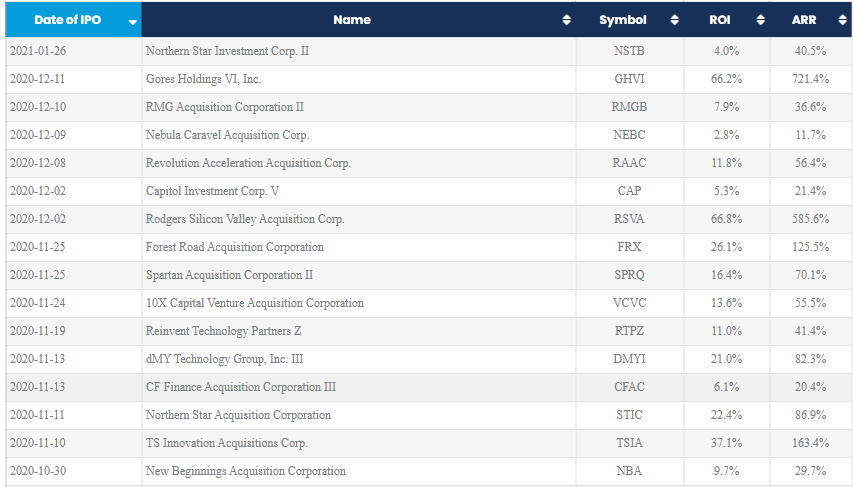 Date of IPO Name Symbol ROI ARR
2021-01-26 Northern Star Investment Corp. II NSTB 4.0% 40.5%
2020-12-11 Gores Holdings VI, Inc. GHVI 66.2% 721.4%
2020-12-10 RMG Acquisition Corporation II RMGB 7.9% 36.6%
2020-12-09 Nebula Caravel Acquisition Corp. NEBC 2.8% 11.7%
2020-12-08 Revolution Acceleration Acquisition Corp. RAAC 11.8% 56.4%
2020-12-02 Capitol Investment Corp. V CAP 5.3% 21.4%
2020-12-02 Rodgers Silicon Valley Acquisition Corp. RSVA 66.8% 585.6%
2020-11-25 Forest Road Acquisition Corporation FRX 26.1% 125.5%
2020-11-25 Spartan Acquisition Corporation II SPRQ 16.4% 70.1%
2020-11-24 10X Capital Venture Acquisition Corporation VCVC 13.6% 55.5%
2020-11-19 Reinvent Technology Partners Z RTPZ 11.0% 41.4%
2020-11-13 dMY Technology Group, Inc. III DMYI 21.0% 82.3%
2020-11-13 CF Finance Acquisition Corporation III CFAC 6.1% 20.4%
2020-11-11 Northern Star Acquisition Corporation STIC 22.4% 86.9%
2020-11-10 TS Innovation Acquisitions Corp. TSIA 37.1% 163.4%
2020-10-30 New Beginnings Acquisition Corporation NBA 9.7% 29.7%